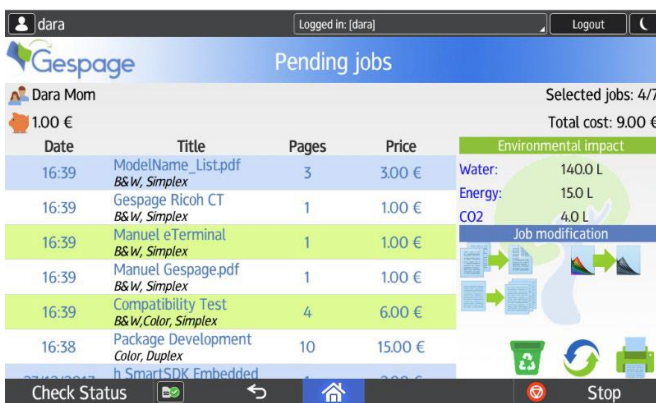 dara
Logged in: [dara]
Logout
Gespage
Pending jobs
Dara Mom
Selected jobs: 4/7
1.00 €
Total cost: 9.00 €
Date Title Pages Price
Environmental impact
16:39 ModelName_List.pdf 3 3.00 €
B&W, Simplex
Water: 140.0 L
16:39 Gespage Ricoh CT 1 1.00 €
B&W, Simplex
Energy: 15.0 L
CO2 4.0 L
16:39 Manuel eTerminal 1 1.00 €
B&W, Simplex
Job modification
16:39 Manuel Gespage.pdf 1 1.00 €
B&W, Simplex
16:39 Compatibility Test 4 6.00 €
B&W,Color, Simplex
16:38 Package Development 10 15.00 €
Color, Duplex
h SmartSDK Embedded
Check Status
Stop